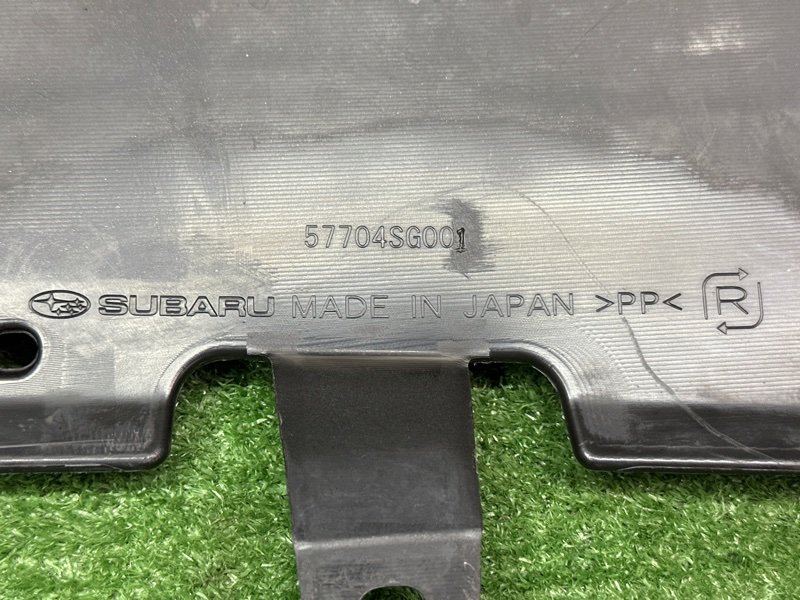 57704SG001
SUBARU MADE IN JAPAN >PP< R